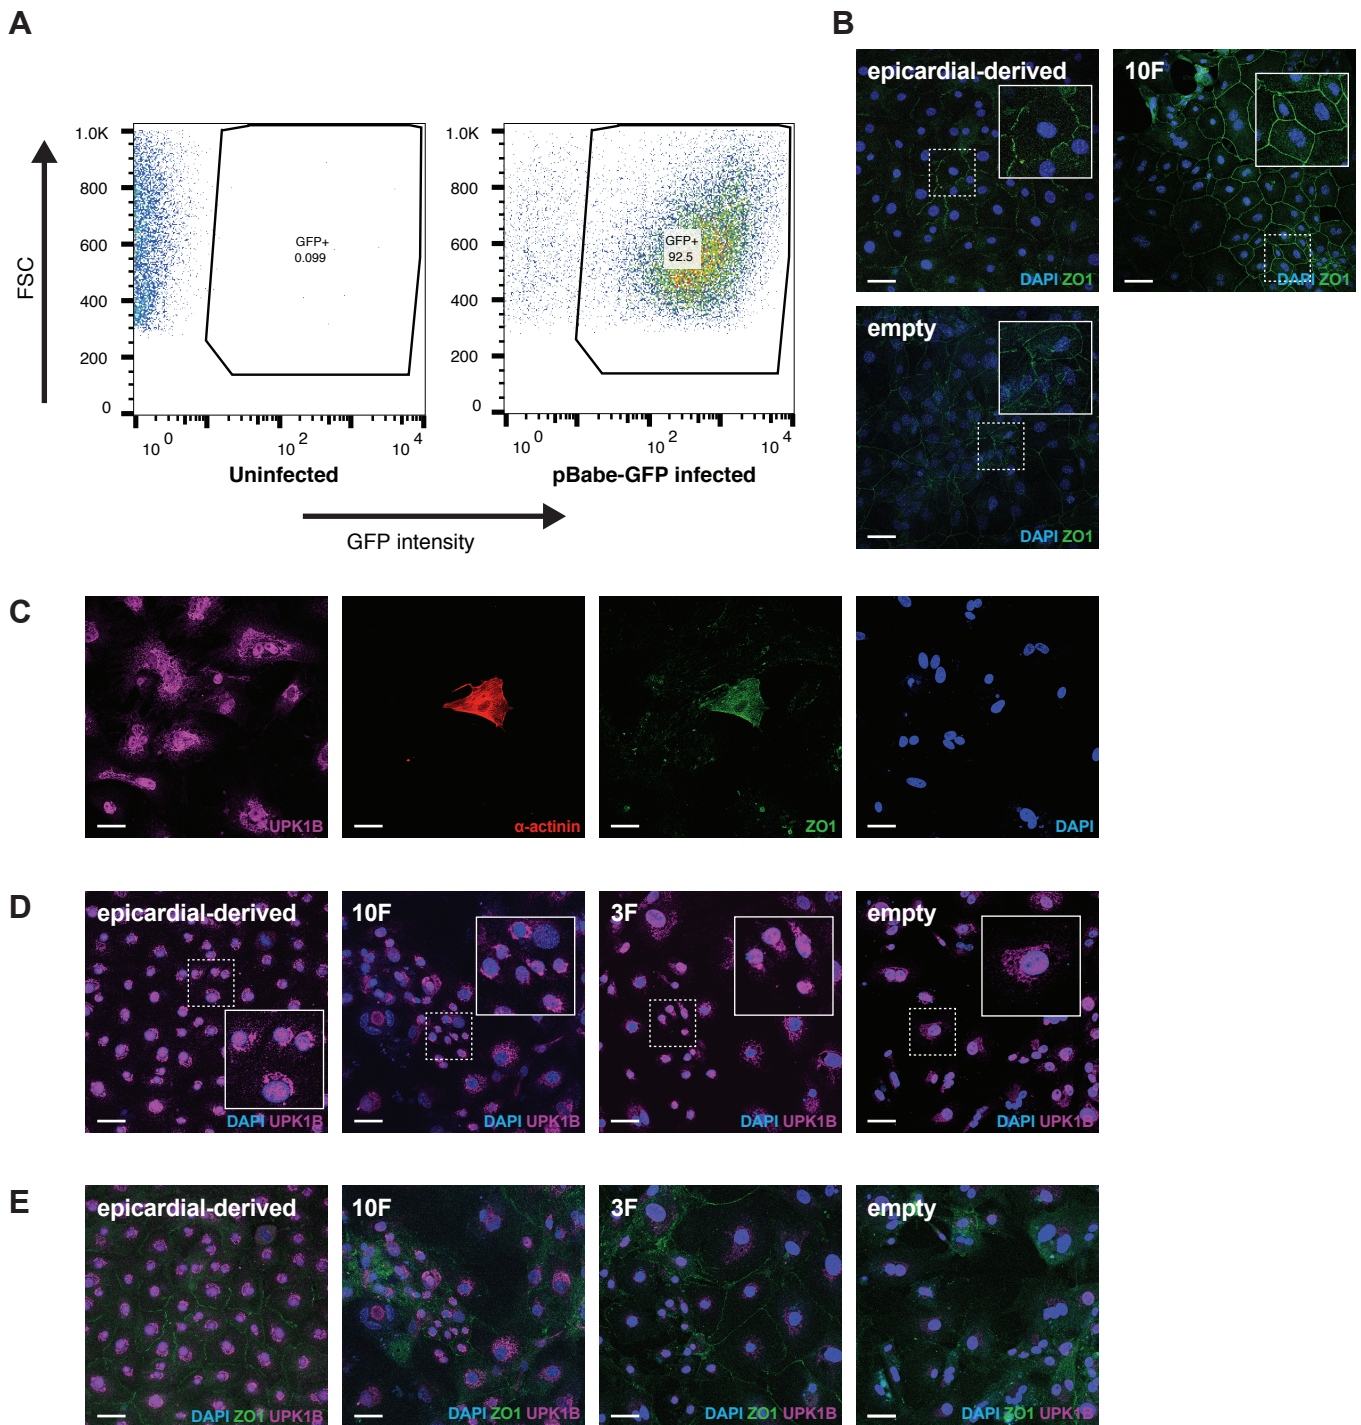 A
B
1.0K
800
600
400
200
0
FSC
GFP+
0.099
10 0
10 2
10 4
Uninfected
1.0K
800
600
400
200
0
GFP+
92.5
10 0
10 2
10 4
pBabe-GFP infected
GFP intensity
epicardial-derived
DAPI ZO1
10F
DAPI ZO1
empty
DAPI ZO1
C
UPK1B
α-actinin
ZO1
DAPI
D
epicardial-derived
DAPI UPK1B
10F
DAPI UPK1B
3F
DAPI UPK1B
empty
DAPI UPK1B
E
epicardial-derived
DAPI ZO1 UPK1B
10F
DAPI ZO1 UPK1B
3F
DAPI ZO1 UPK1B
empty
DAPI ZO1 UPK1B